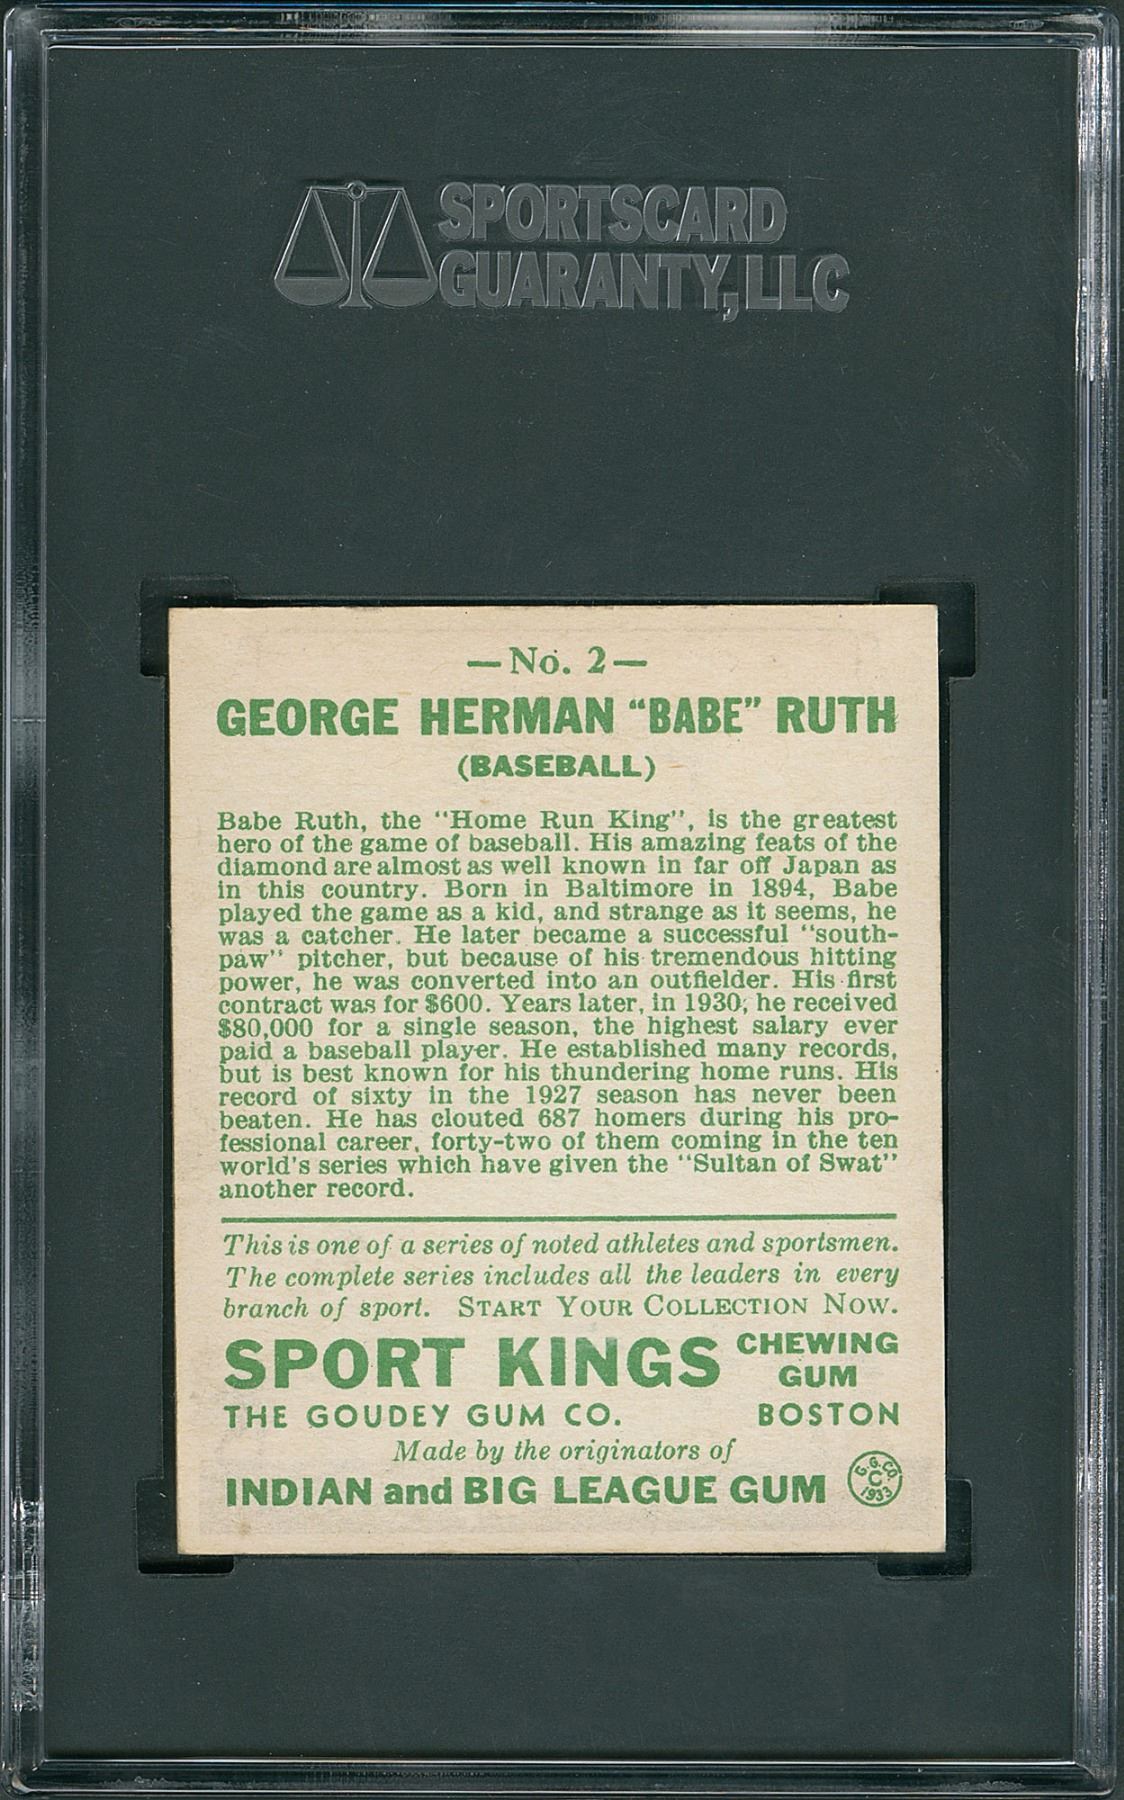 SPORTSCARD
GUARANTY, LLC
—No. 2—
GEORGE HERMAN "BABE" RUTH
(BASEBALL)
Babe Ruth, the "Home Run King", is the greatest
hero of the game of baseball. His amazing feats of the
diamond are almost as well known in far off Japan as
in this country. Born in Baltimore in 1894, Babe
played the game as a kid, and strange as it seems, he
was a catcher. He later became a successful "south-
paw" pitcher, but because of his tremendous hitting
power, he was converted into an outfielder. His first
contract was for $600. Years later, in 1930, he received
$80,000 for a single season, the highest salary ever
paid a baseball player. He established many records,
but is best known for his thundering home runs. His
record of sixty in the 1927 season has never been
beaten. He has clouted 687 homers during his pro-
fessional career, forty-two of them coming in the ten
world's series which have given the "Sultan of Swat"
another record.
This is one of a series of noted athletes and sportsmen.
The complete series includes all the leaders in every
branch of sport. START YOUR COLLECTION NOW.
SPORT KINGS CHEWING GUM
THE GOUDEY GUM CO. BOSTON
Made by the originators of
INDIAN and BIG LEAGUE GUM
G.G.CO.
C
1933